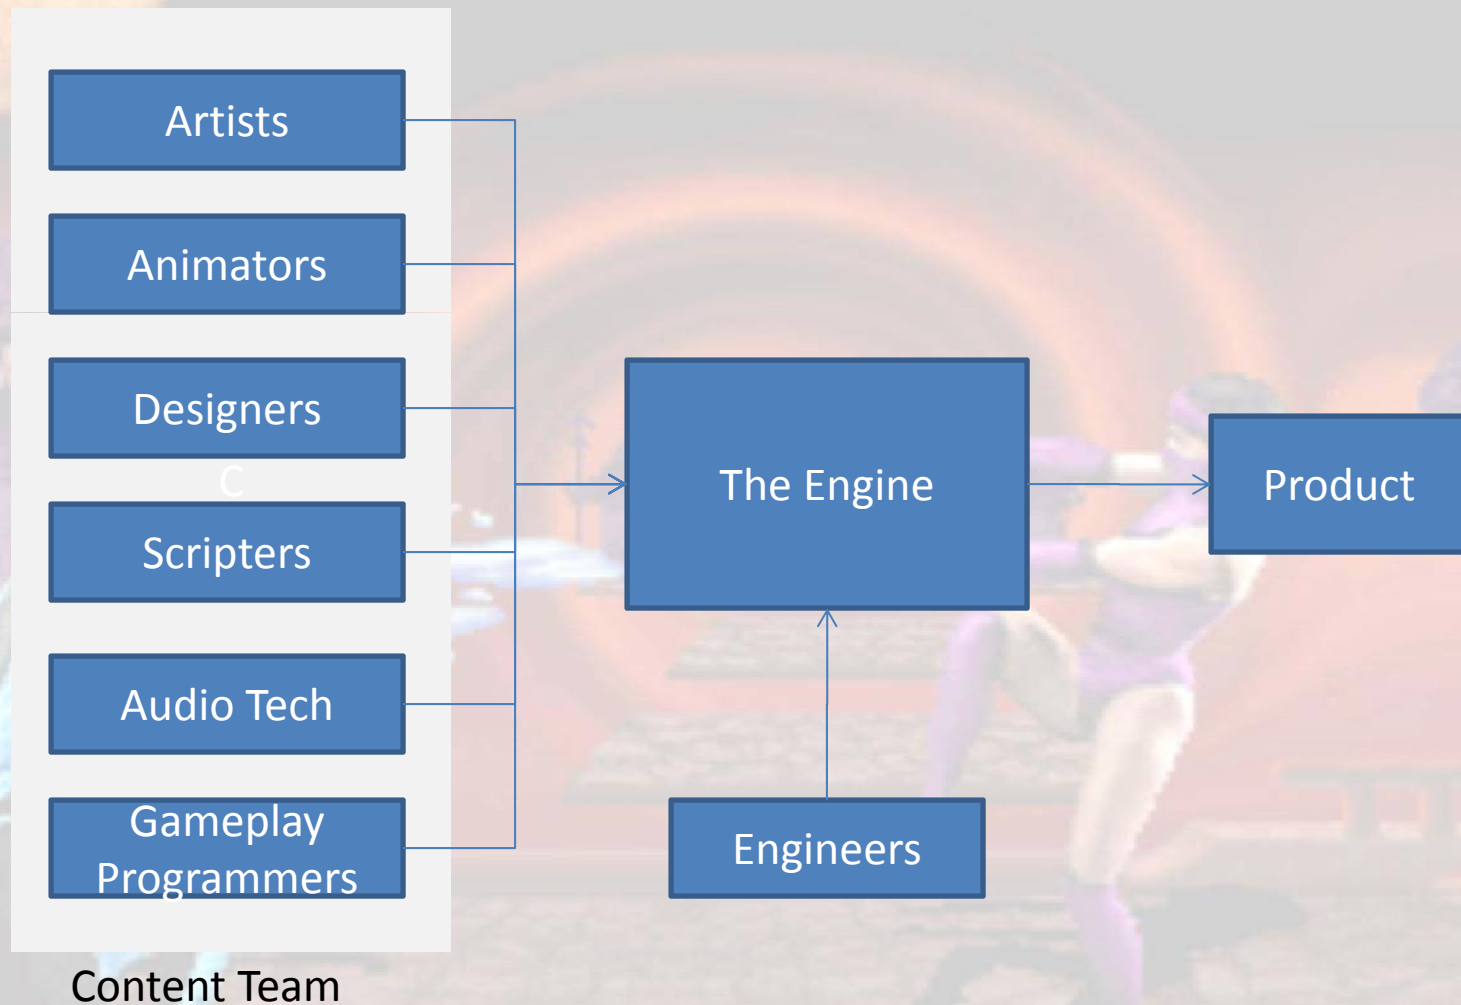 Artists
Animators
Designers
C
Scripters
Audio Tech
Gameplay
Programmers
Content Team
The Engine
Engineers
Product